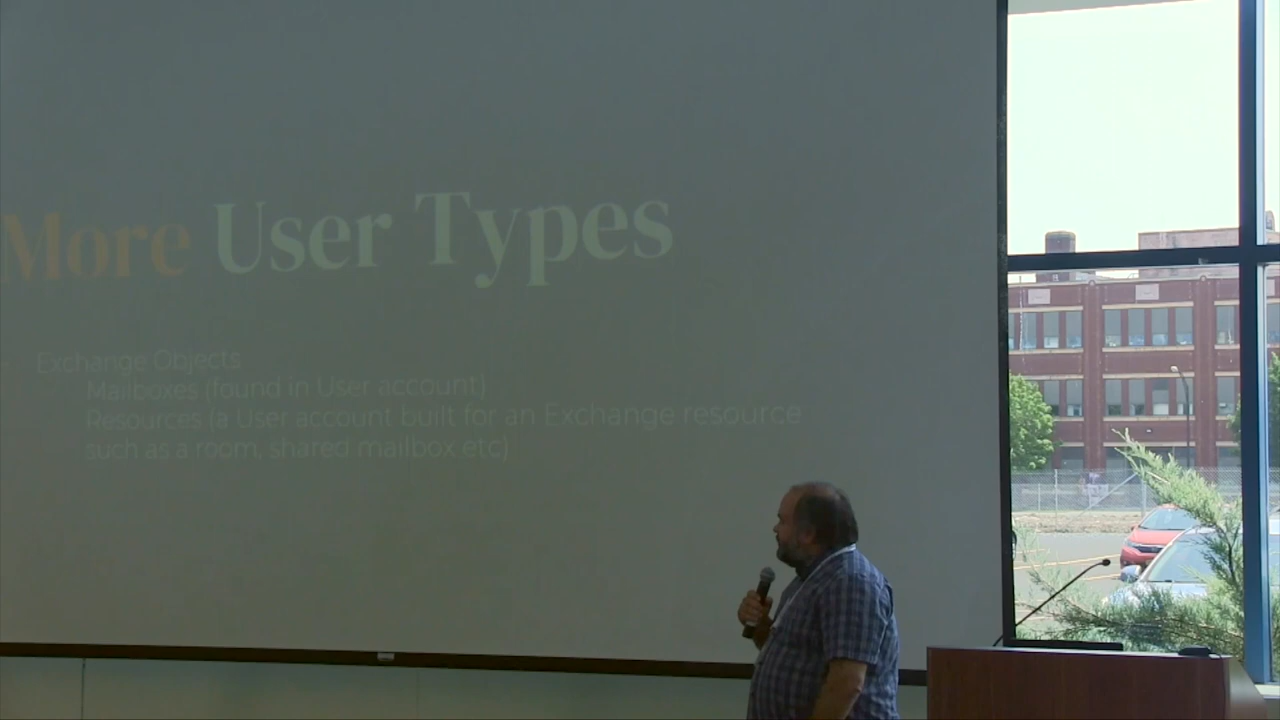 More User Types
Exchange Objects
Mailboxes (found in User account)
Resources (a User account built for an Exchange resource
such as a room, shared mailbox etc)